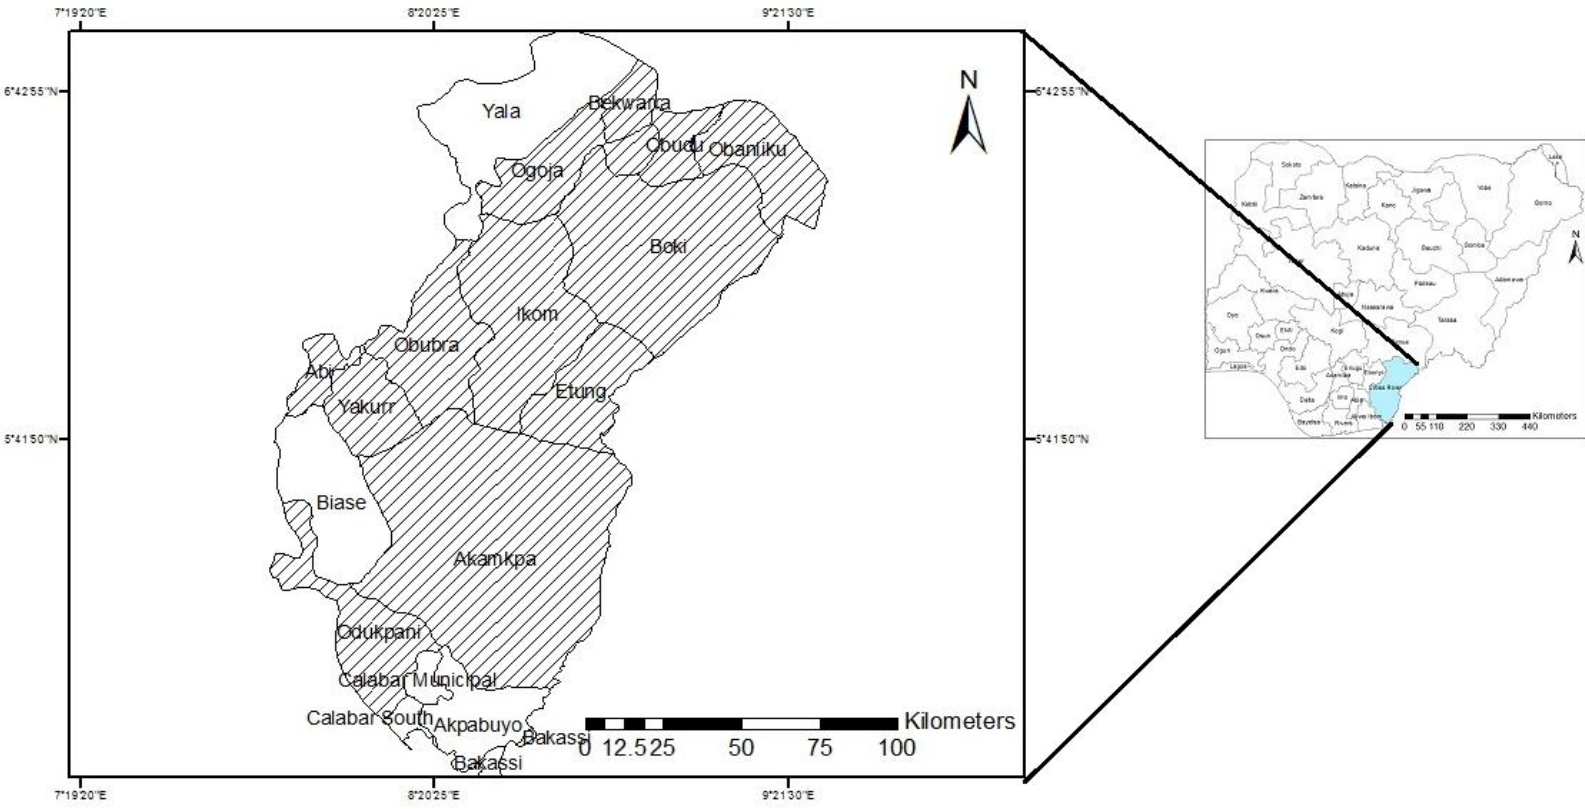 7°19'20"E 8°20'25"E 9°21'30"E
6°42'55"N
6°42'55"N
N
Yala
Bekwarra
Obudu
Obanliku
Ogoja
Boki
Ikom
Obubra
Abi
Yakurr
Etung
5°41'50"N
5°41'50"N
Biase
Akamkpa
Odukpani
Calabar Municipal
Calabar South
Akpabuyo
Bakassi
Bakassi
Kilometers
0 12.5 25 50 75 100
7°19'20"E 8°20'25"E 9°21'30"E
Sokoto
Kebbi
Zamfara
Katsina
Kano
Jigawa
Yobe
Borno
Lake
N
Kaduna
Bauchi
Gombe
Adamawa
Plateau
Nassarawa
Abuja
Kwara
Oyo
Osun
Ekiti
Kogi
Taraba
Ogun
Ondo
Lagos
Edo
Enugu
Ebonyi
Anambra
Cross River
Delta
Imo
Abia
Akwa Ibom
Bayelsa
Rivers
Kilometers
0 55 110 220 330 440